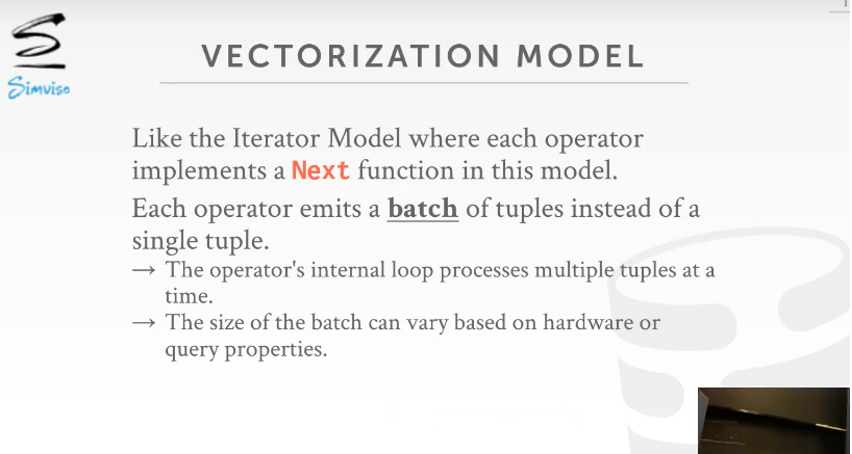 Simviso
VECTORIZATION MODEL
Like the Iterator Model where each operator
implements a Next function in this model.
Each operator emits a batch of tuples instead of a
single tuple.
→ The operator's internal loop processes multiple tuples at a
time.
→ The size of the batch can vary based on hardware or
query properties.